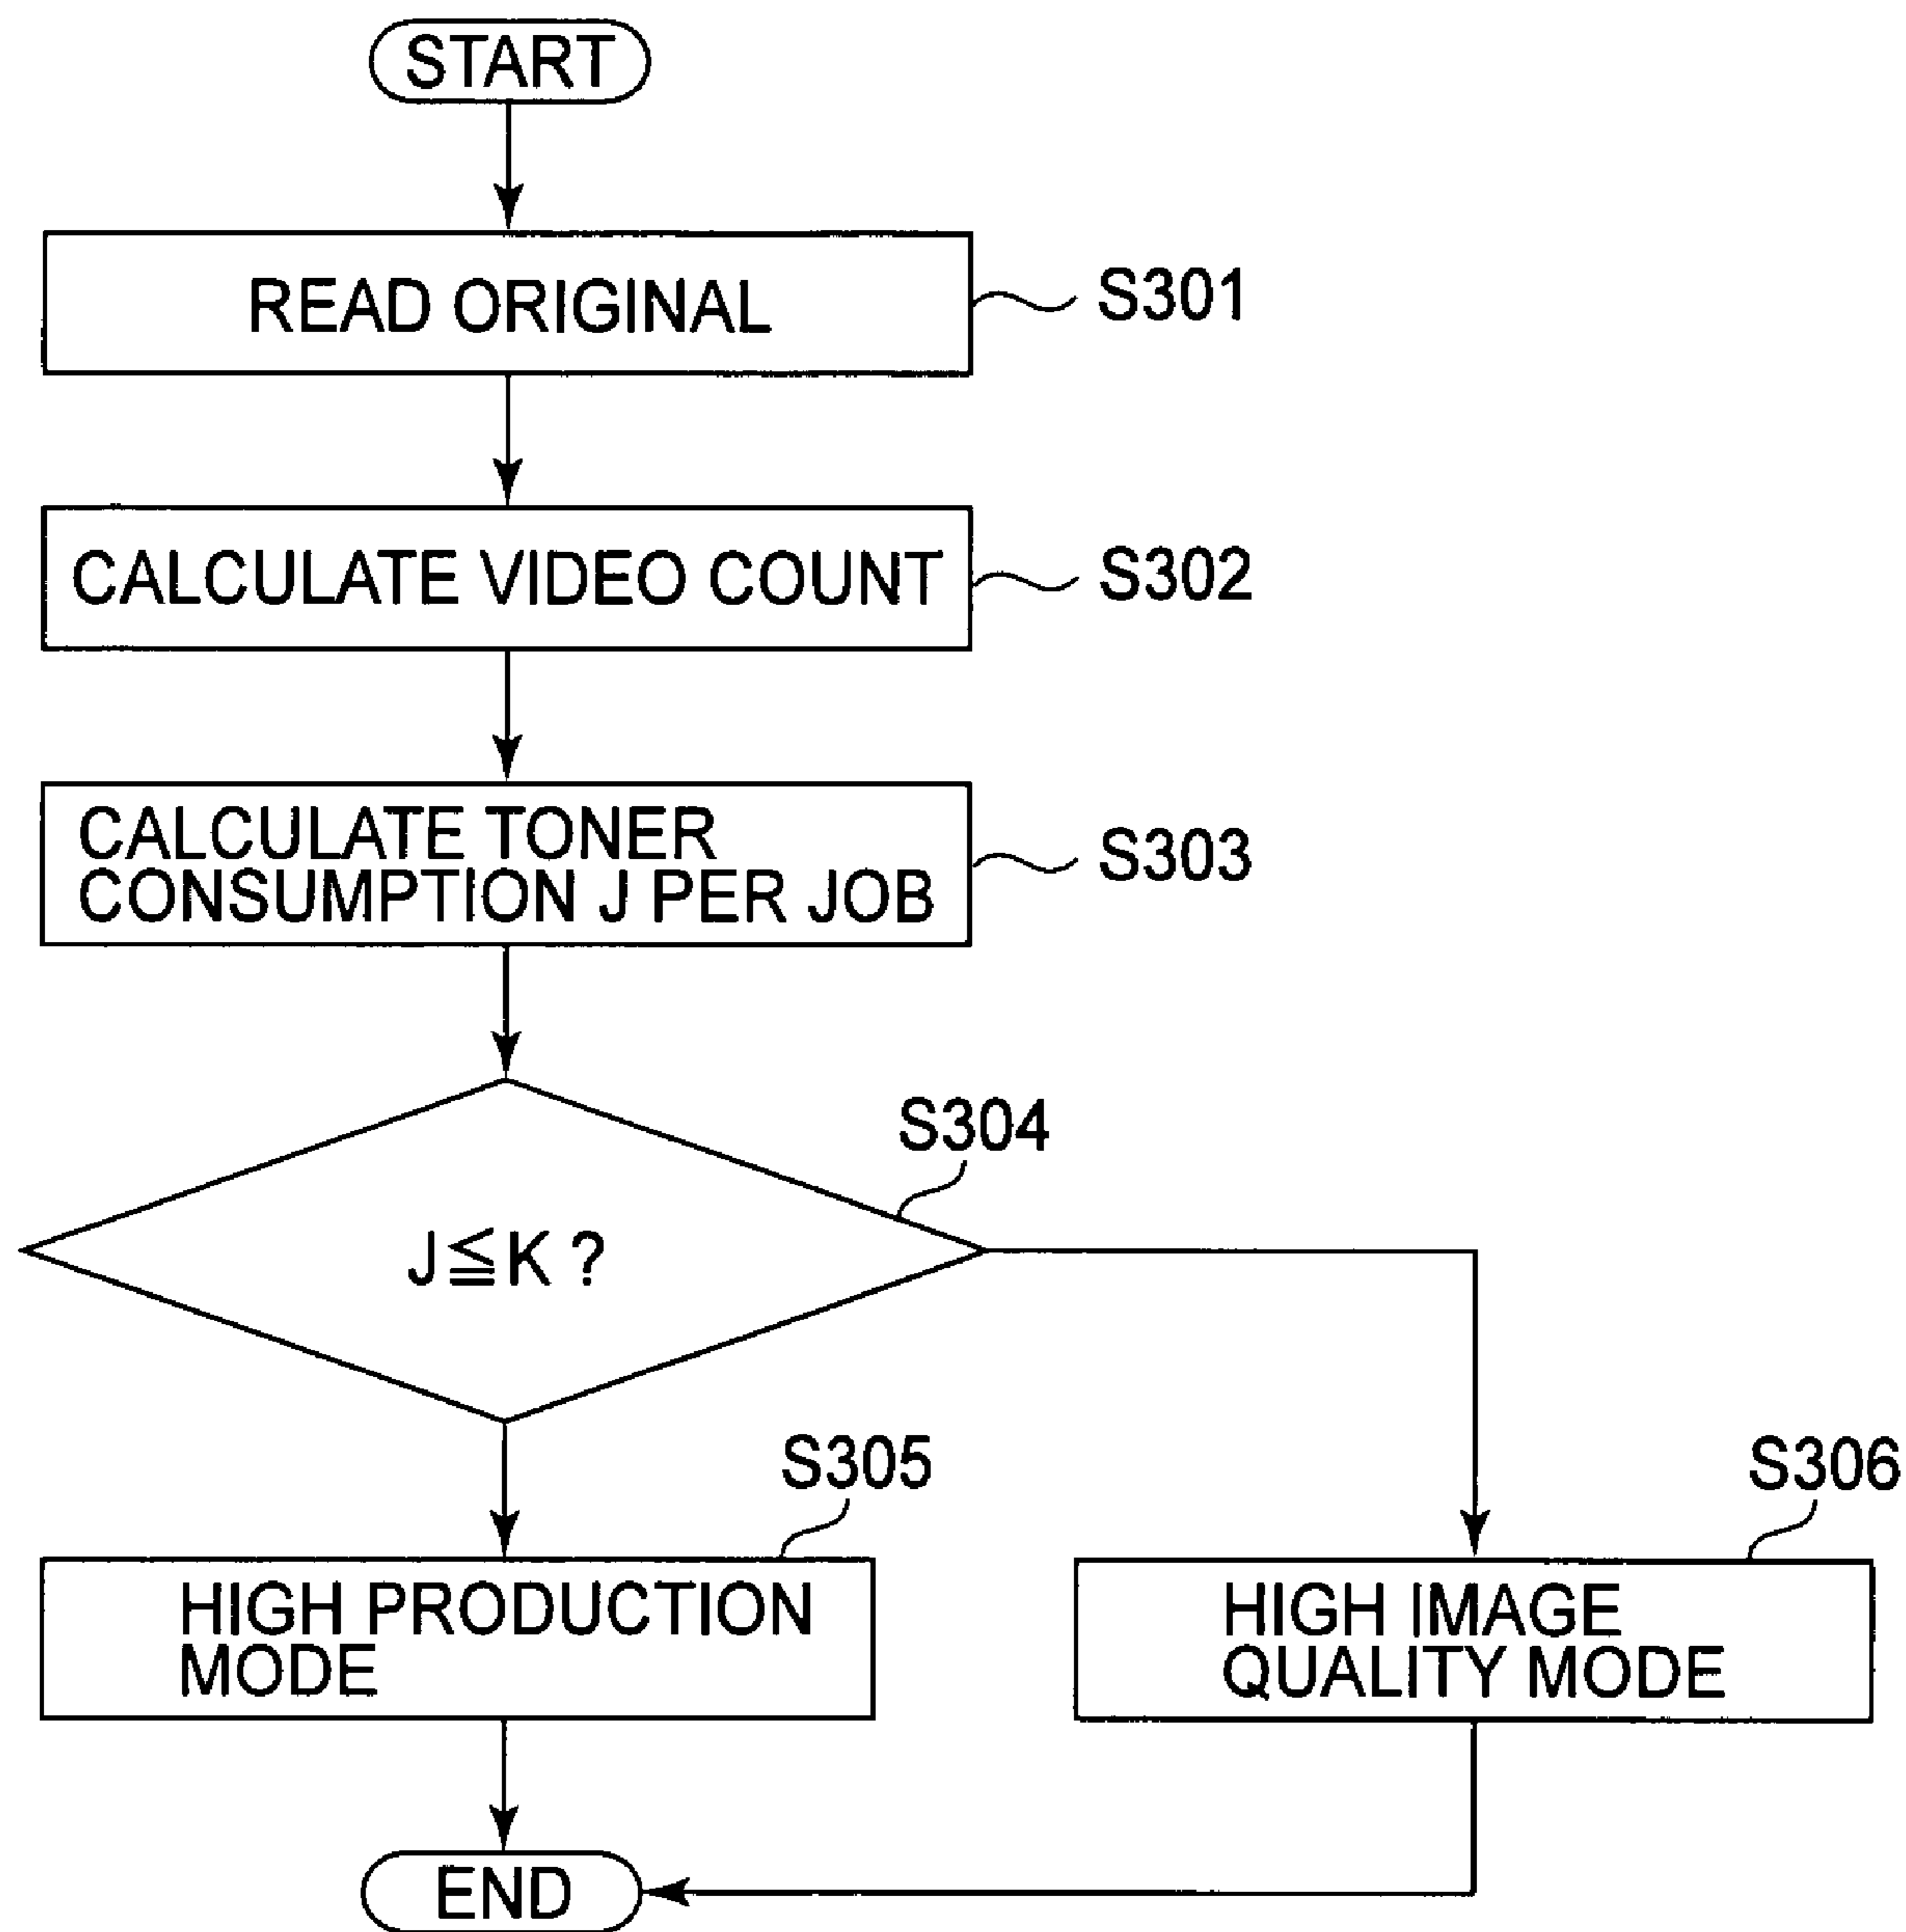 START
READ ORIGINAL
S301
CALCULATE VIDEO COUNT
S302
CALCULATE TONER
CONSUMPTION J PER JOB
S303
S304
J≦K ?
S305
HIGH PRODUCTION
MODE
S306
HIGH IMAGE
QUALITY MODE
END